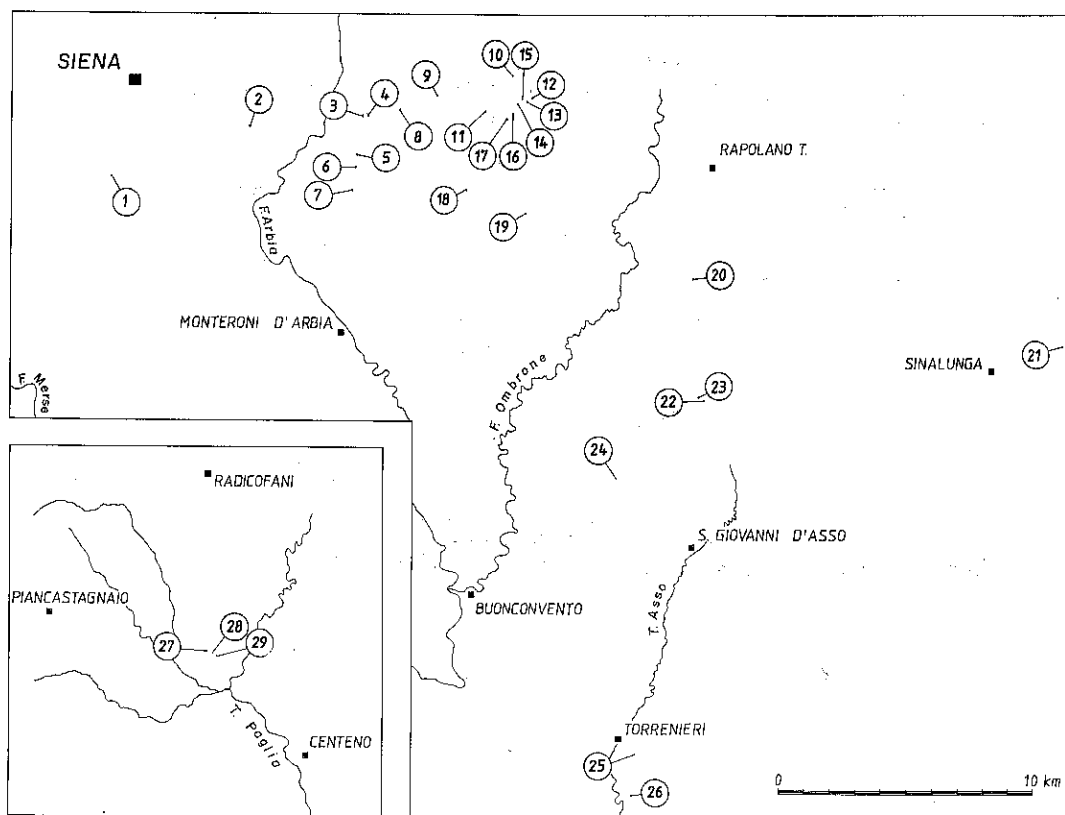 SIENA
10
15
9
12
2
3
4
13
8
11
14
17
16
RAPOLANO T.
5
6
1
7
18
F. Arbia
19
20
MONTERONI D'ARBIA
21
SINALUNGA
F. Merse
F. Ombrone
23
22
24
RADICOFANI
S. GIOVANNI D'ASSO
PIANCASTAGNAIO
BUONCONVENTO
T. Asso
28
27
29
T. Paglia
TORRENIERI
CENTENO
25
26
0
10 km